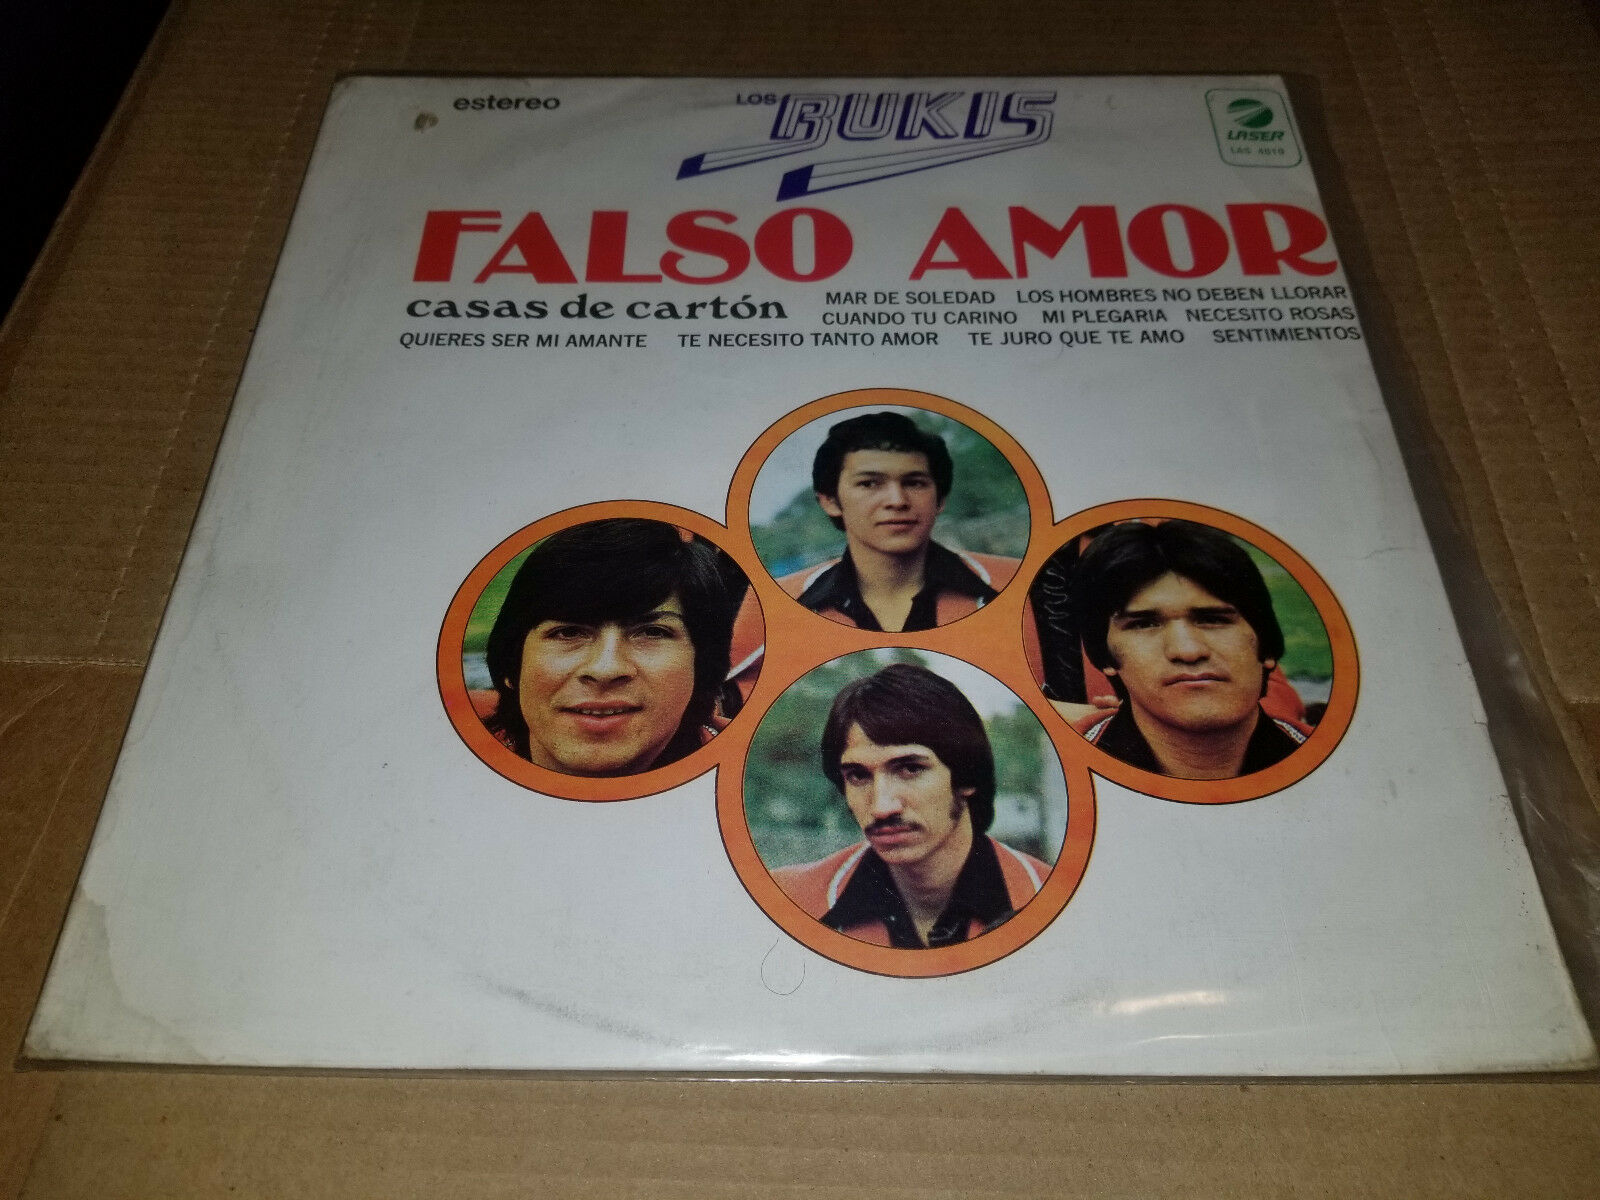 estereo
LOS BUKIS
LASER
LAS 4019
FALSO AMOR
casas de cartón
MAR DE SOLEDAD LOS HOMBRES NO DEBEN LLORAR
CUANDO TU CARINO MI PLEGARIA NECESITO ROSAS
QUIERES SER MI AMANTE TE NECESITO TANTO AMOR TE JURO QUE TE AMO SENTIMIENTOS